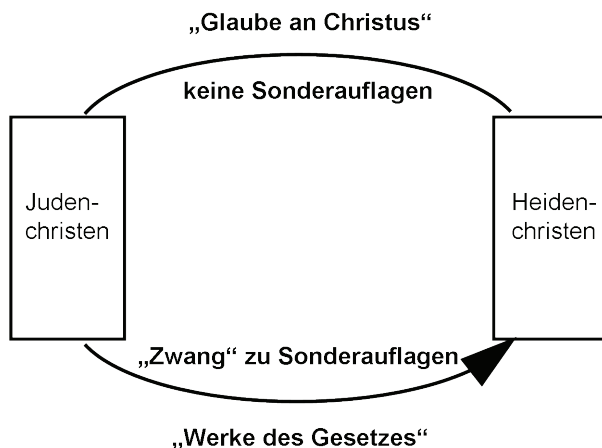 „Glaube an Christus“
keine Sonderauflagen
Juden-
christen
Heiden-
christen
„Zwang“ zu Sonderauflagen
„Werke des Gesetzes“